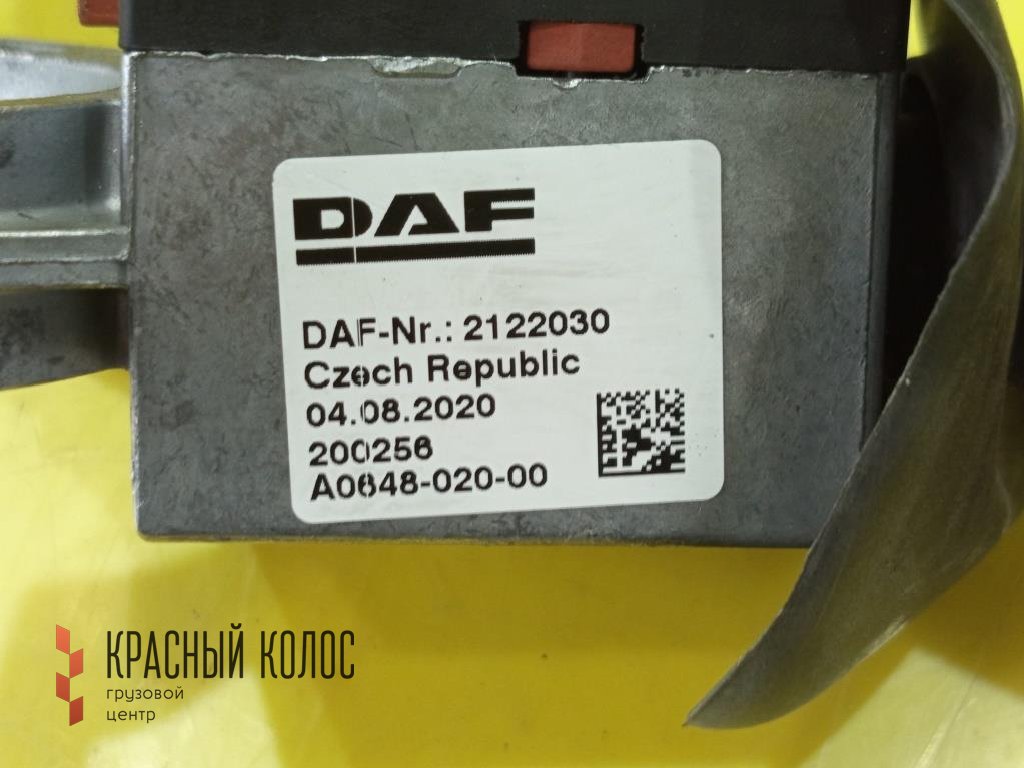 DAF
DAF-Nr.: 2122030
Czech Republic
04.08.2020
200256
A0648-020-00
КРАСНЫЙ КОЛОС
грузовой
центр